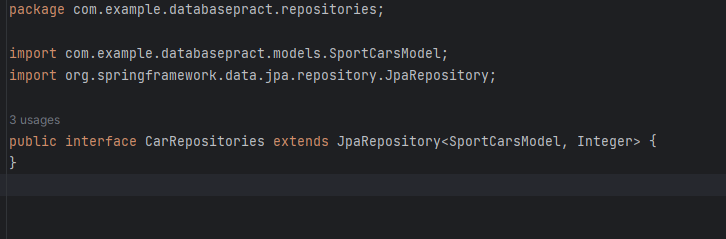 package com.example.databasepract.repositories;
import com.example.databasepract.models.SportCarsModel;
import org.springframework.data.jpa.repository.JpaRepository;
3 usages
public interface CarRepositories extends JpaRepository<SportCarsModel, Integer> {
}